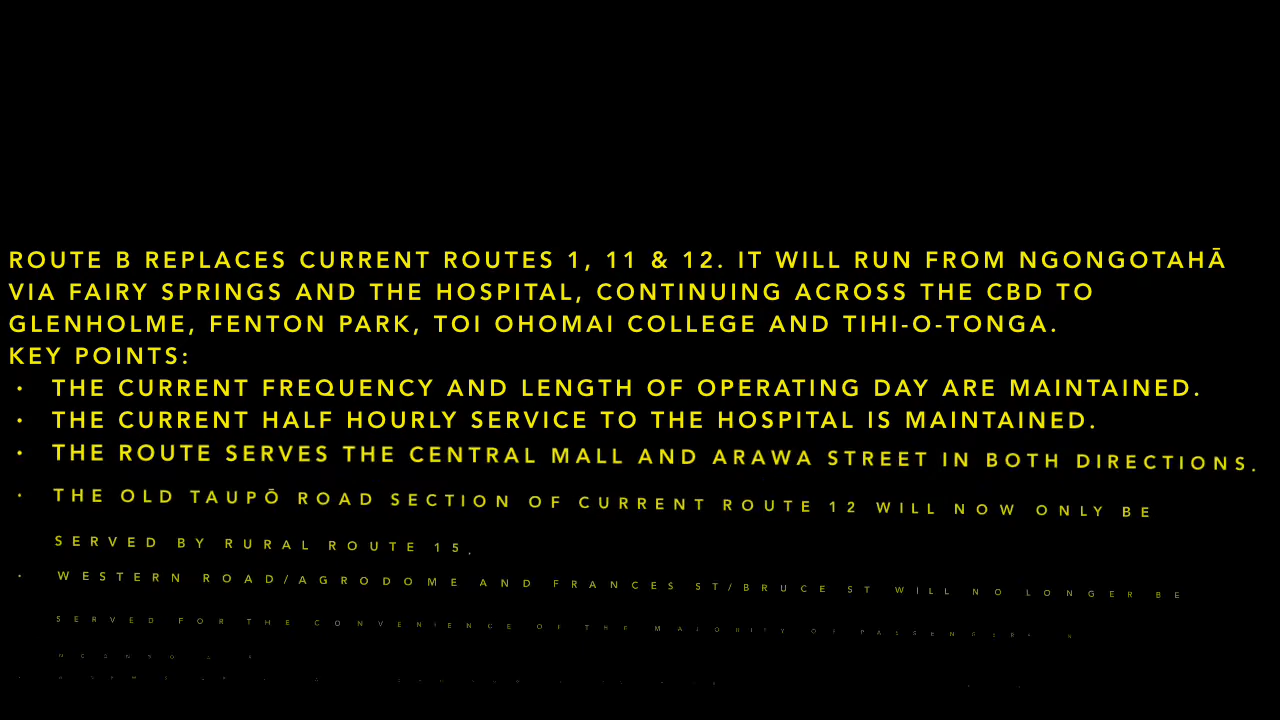 ROUTE B REPLACES CURRENT ROUTES 1, 11 & 12. IT WILL RUN FROM NGONGOTAHĀ
VIA FAIRY SPRINGS AND THE HOSPITAL, CONTINUING ACROSS THE CBD TO
GLENHOLME, FENTON PARK, TOI OHOMAI COLLEGE AND TIHI-O-TONGA.
KEY POINTS:
• THE CURRENT FREQUENCY AND LENGTH OF OPERATING DAY ARE MAINTAINED.
• THE CURRENT HALF HOURLY SERVICE TO THE HOSPITAL IS MAINTAINED.
• THE ROUTE SERVES THE CENTRAL MALL AND ARAWA STREET IN BOTH DIRECTIONS.
• THE OLD TAUPŌ ROAD SECTION OF CURRENT ROUTE 12 WILL NOW ONLY BE
SERVED BY RURAL ROUTE 15.
• WESTERN ROAD/AGRODOME AND FRANCES ST/BRUCE ST WILL NO LONGER BE
SERVED FOR THE CONVENIENCE OF THE MAJORITY OF PASSENGERS